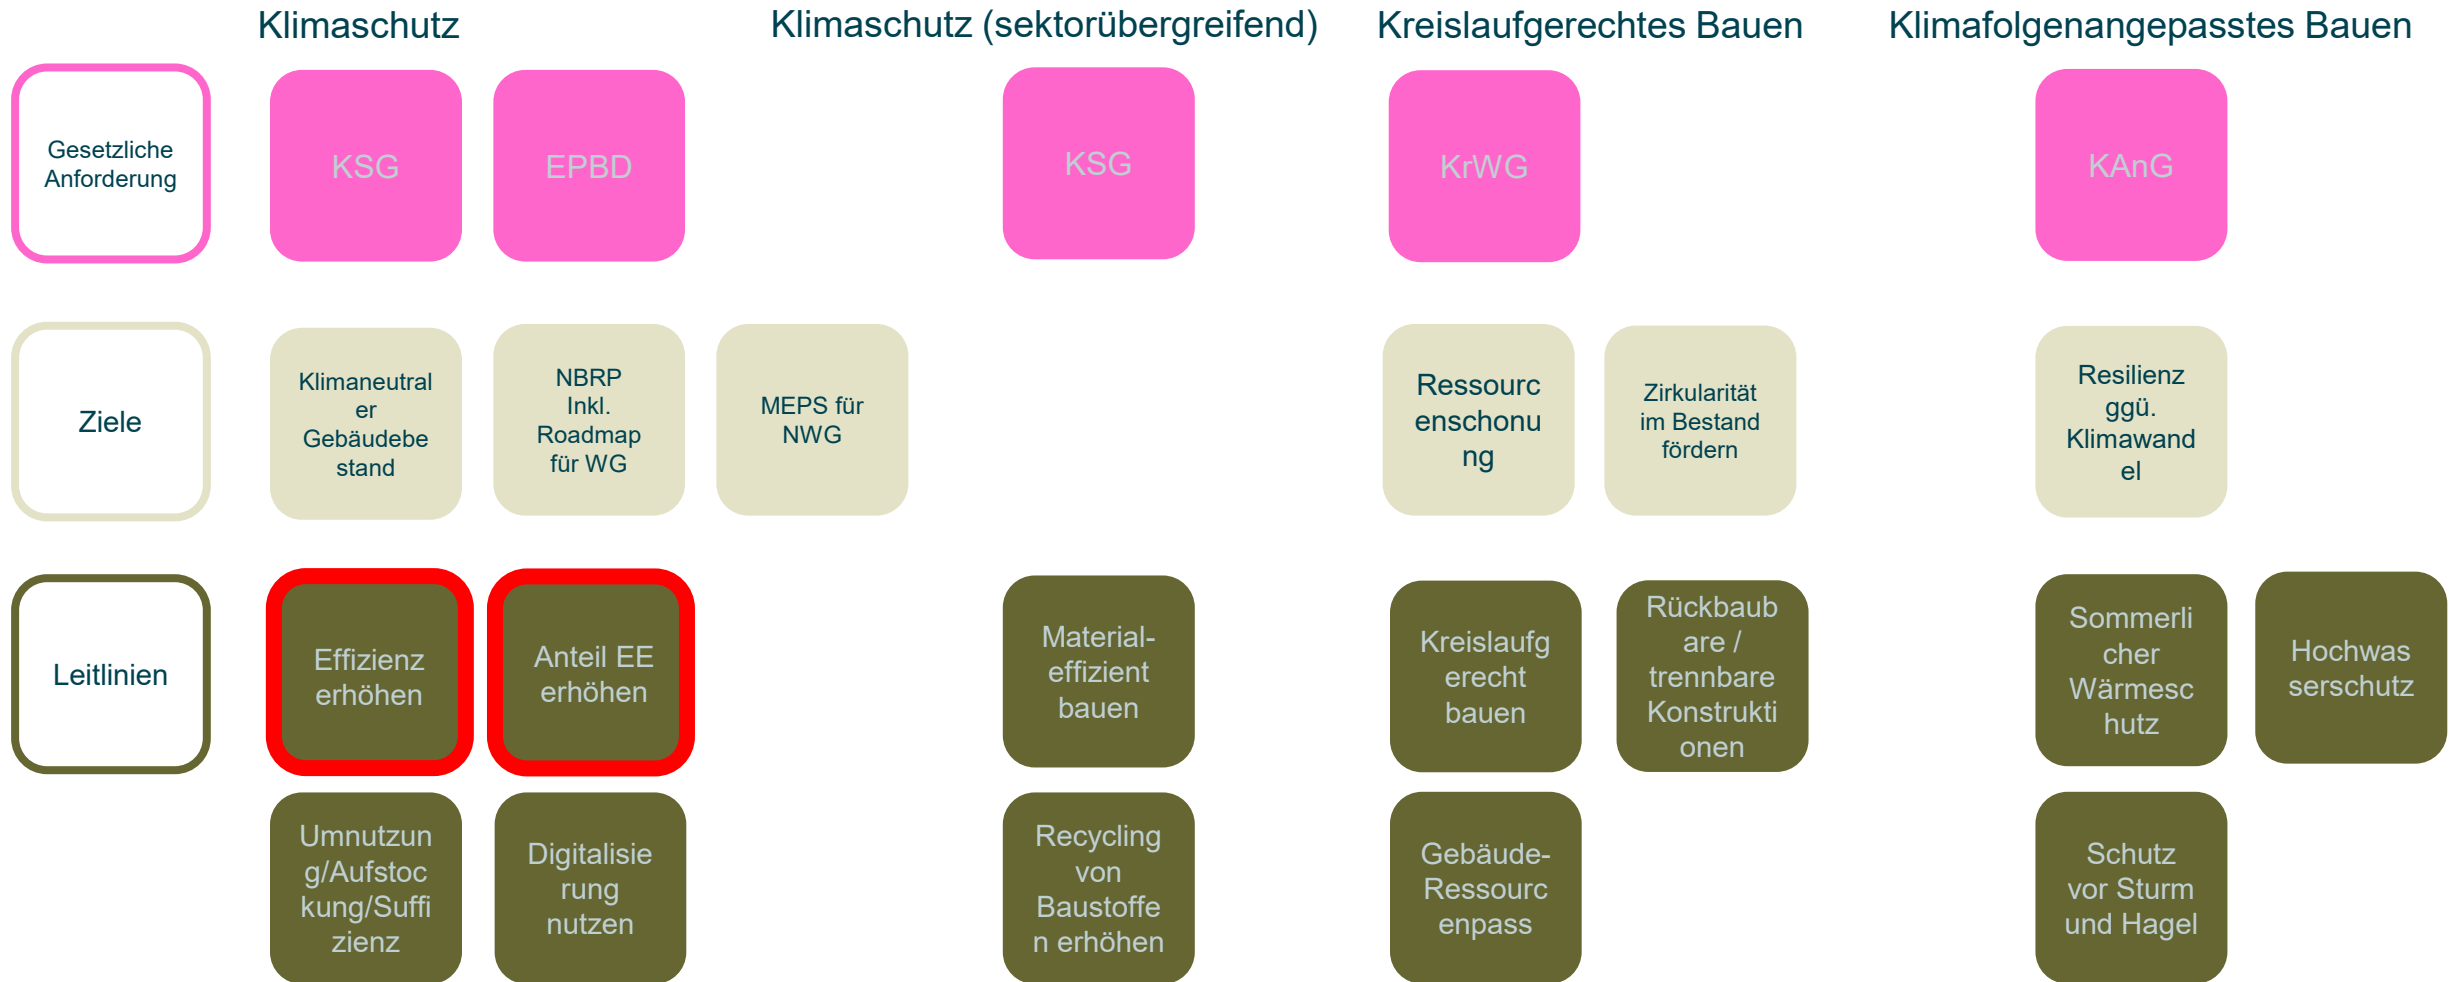 Klimaschutz
Klimaschutz (sektorübergreifend)
Kreislaufgerechtes Bauen
Klimafolgenangepasstes Bauen
Gesetzliche
Anforderung
KSG
EPBD
KSG
KrWG
KAnG
Ziele
Klimaneutral
er
Gebäudebe
stand
NBRP
Inkl.
Roadmap
für WG
MEPS für
NWG
Ressourc
enschonu
ng
Zirkularität
im Bestand
fördern
Resilienz
ggü.
Klimawand
el
Leitlinien
Effizienz
erhöhen
Anteil EE
erhöhen
Material-
effizient
bauen
Kreislaufg
erecht
bauen
Rückbaub
are /
trennbare
Konstrukti
onen
Sommerli
cher
Wärmesc
hutz
Hochwas
serschutz
Umnutzun
g/Aufstoc
kung/Suffi
zienz
Digitalisie
rung
nutzen
Recycling
von
Baustoffe
n erhöhen
Gebäude-
Ressourc
enpass
Schutz
vor Sturm
und Hagel